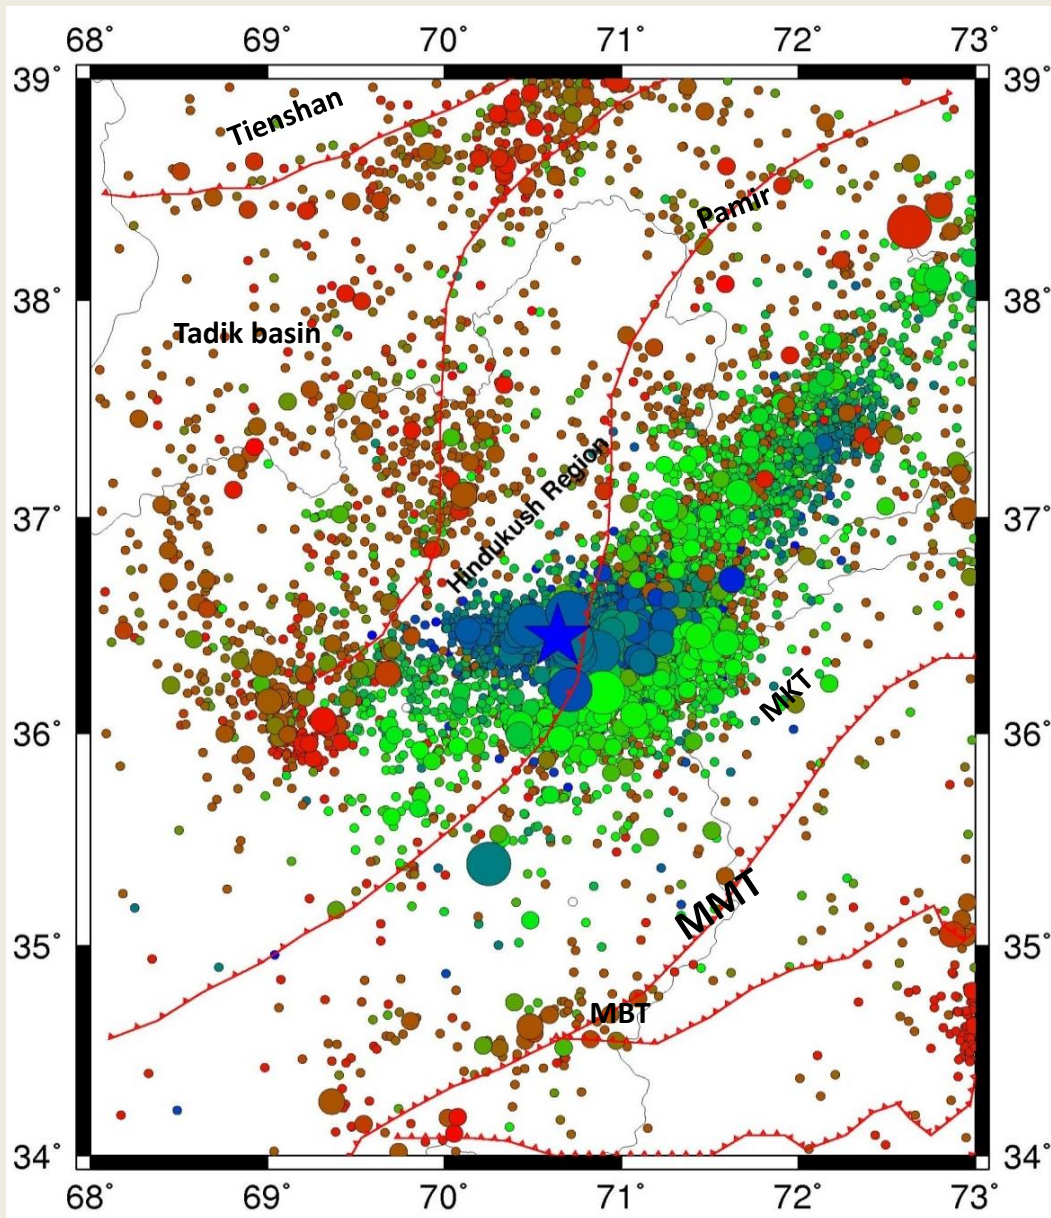 68° 69° 70° 71° 72° 73°
39° 39°
Tienshan
Pamir
38° 38°
Tadik basin
Hindukush Region
37° 37°
MKT
36° 36°
MMT
35° 35°
MBT
34° 34°
68° 69° 70° 71° 72° 73°